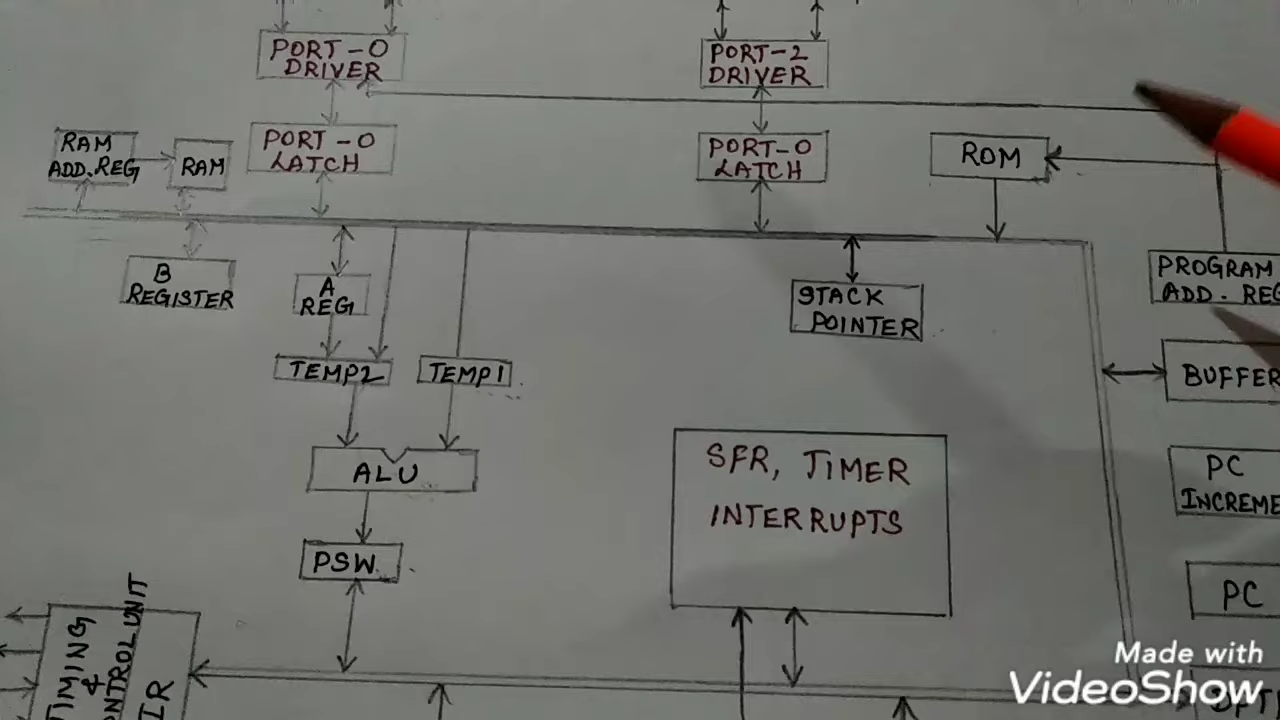 PORT-0
DRIVER
PORT-2
DRIVER
RAM
ADD.REG
RAM
PORT-0
LATCH
PORT-0
LATCH
ROM
B
REGISTER
A
REG
STACK
POINTER
PROGRAM
ADD. REG
TEMP2
TEMP1
BUFFER
ALU
SFR, TIMER
INTERRUPTS
PC
INCREME
PSW
PC
TIMING
&
CONTROL UNIT
IR
DPT
Made with
VideoShow